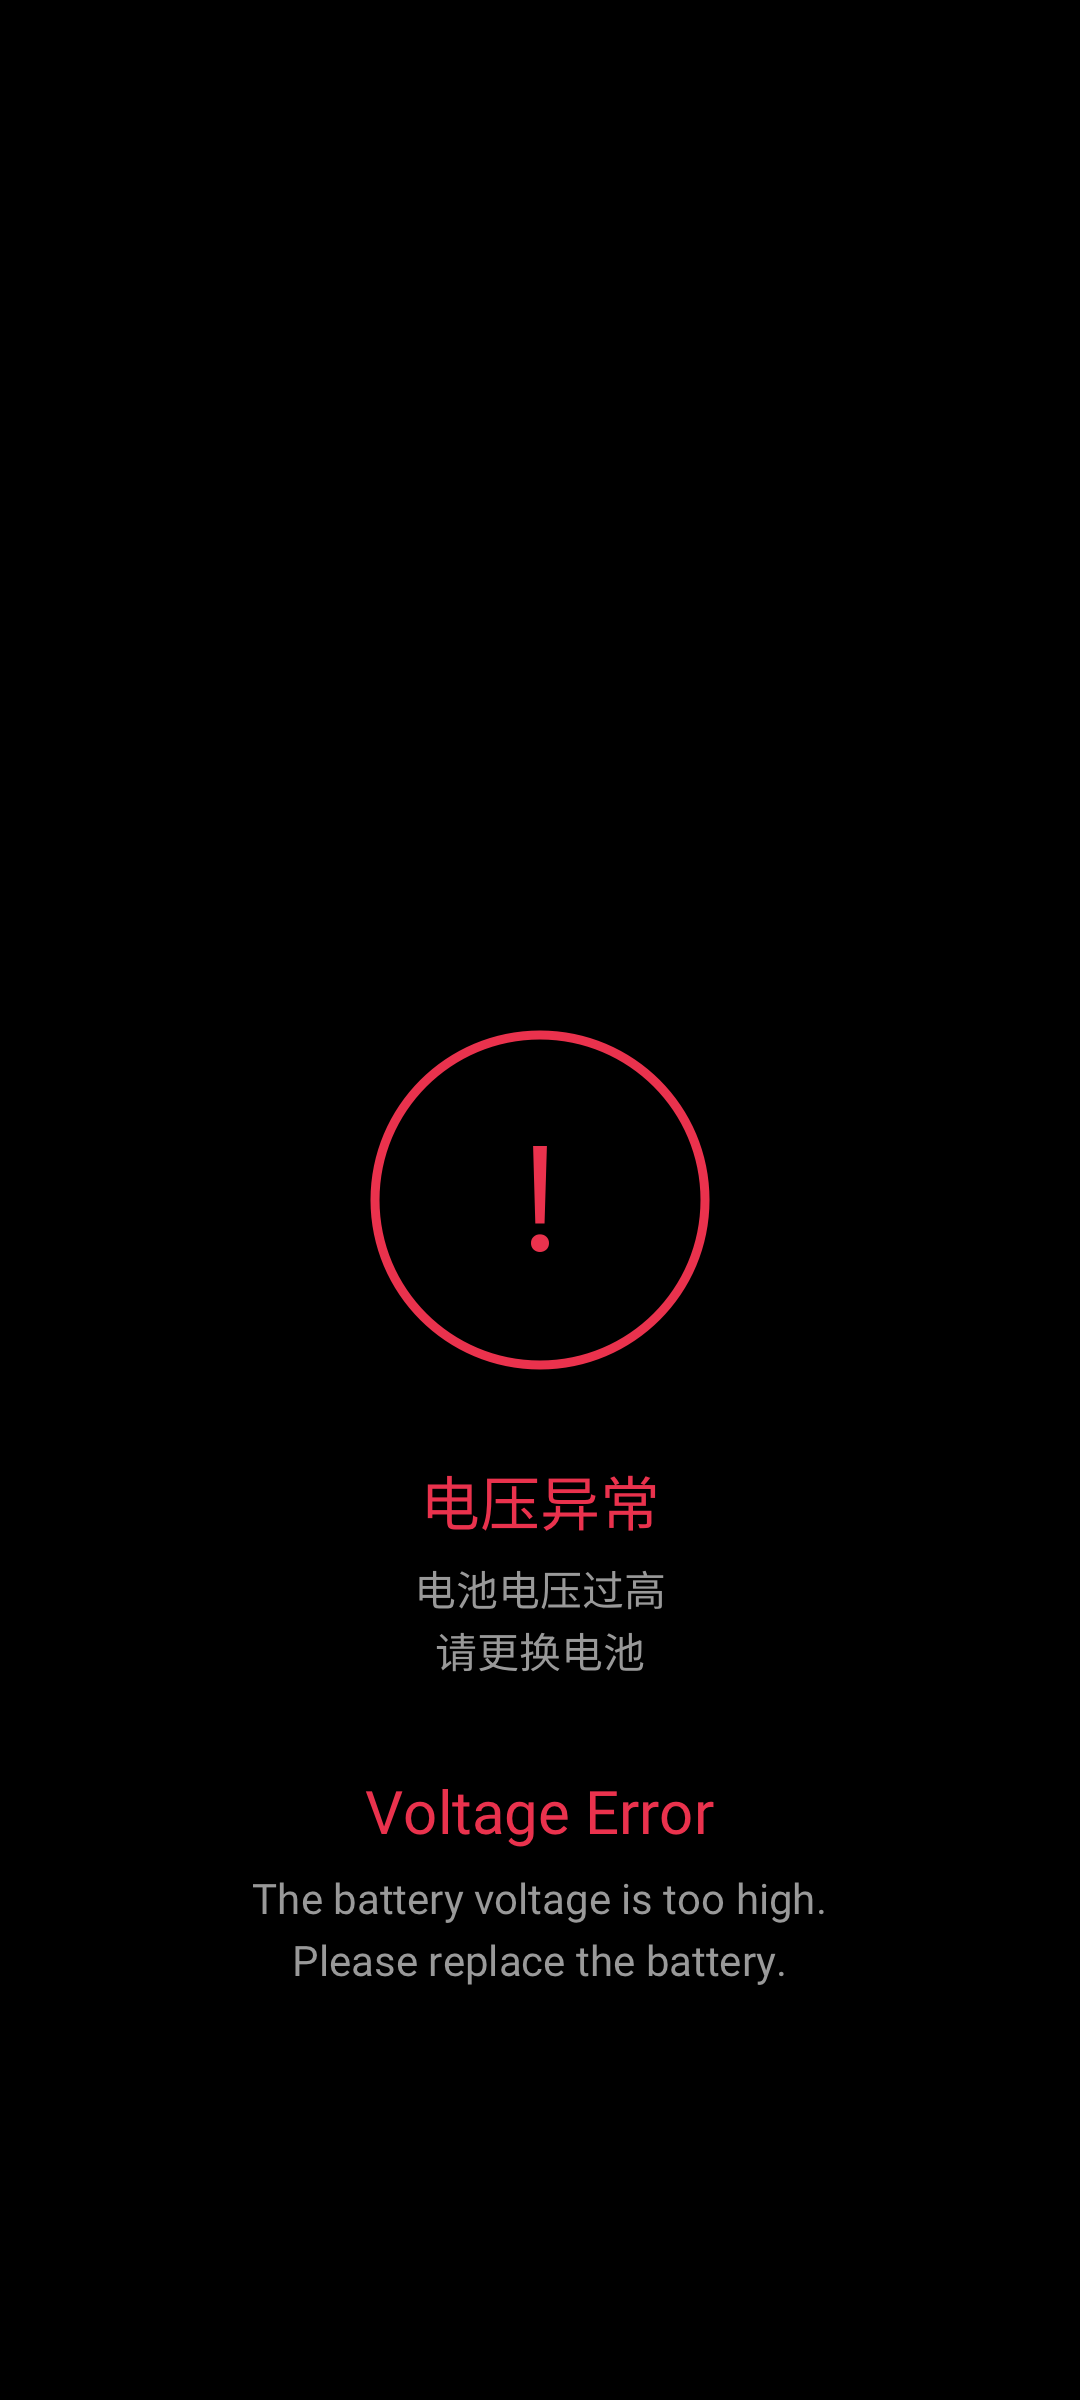 电压异常
电池电压过高
请更换电池
Voltage Error
The battery voltage is too high.
Please replace the battery.